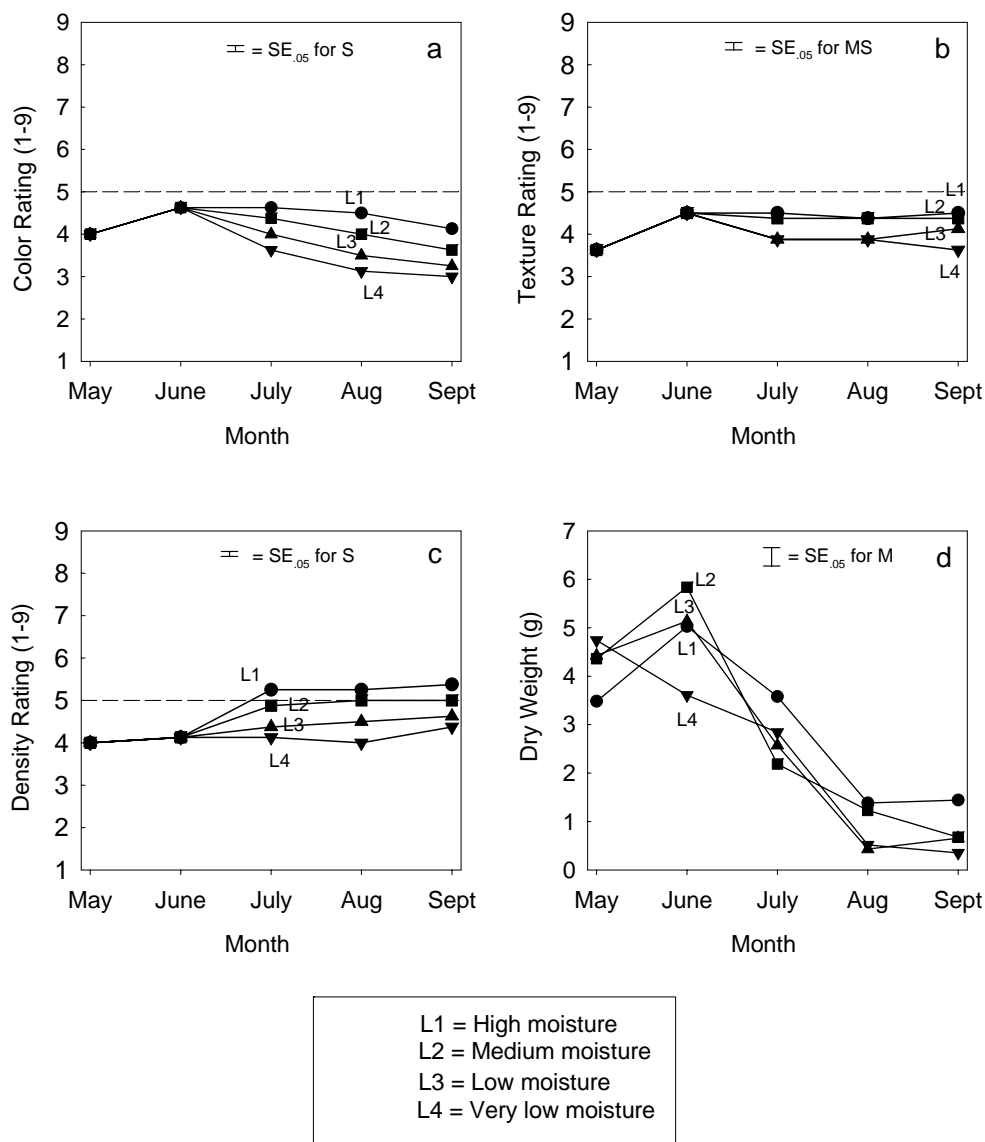 a
= SE.05 for S
9
8
7
6
5
4
3
2
1
Color Rating (1-9)
L1
L2
L3
L4
May June July Aug Sept
Month
b
= SE.05 for MS
9
8
7
6
5
4
3
2
1
Texture Rating (1-9)
L1
L2
L3
L4
May June July Aug Sept
Month
c
= SE.05 for S
9
8
7
6
5
4
3
2
1
Density Rating (1-9)
L1
L2
L3
L4
May June July Aug Sept
Month
d
= SE.05 for M
7
6
5
4
3
2
1
0
Dry Weight (g)
L2
L3
L1
L4
May June July Aug Sept
Month
L1 = High moisture
L2 = Medium moisture
L3 = Low moisture
L4 = Very low moisture